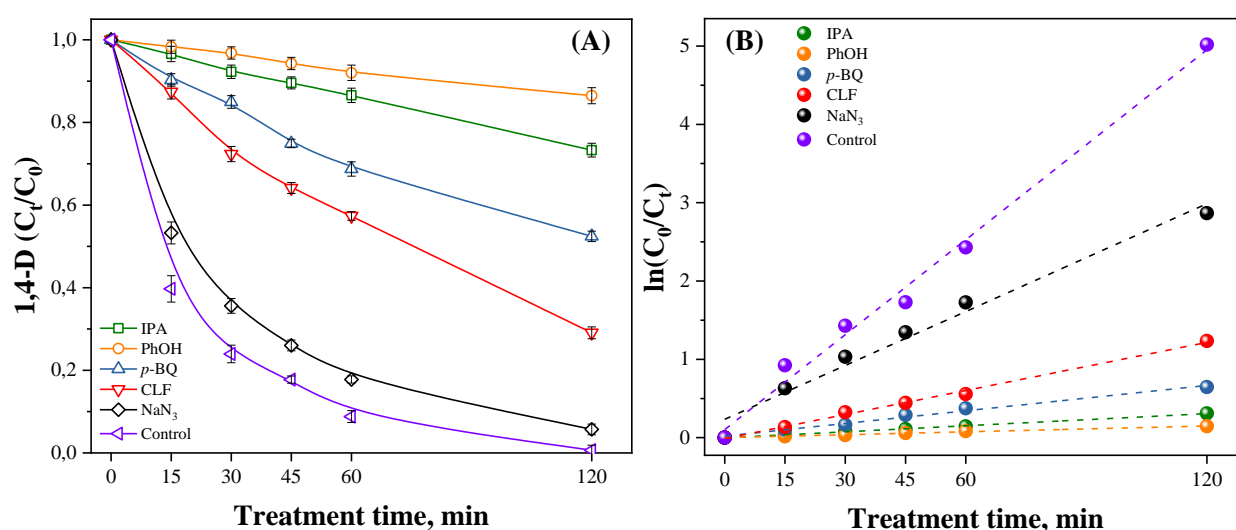 (A)
1,4-D (Ct/C0)
1,0
0,8
0,6
0,4
0,2
0,0
IPA
PhOH
p-BQ
CLF
NaN3
Control
0 15 30 45 60 120
Treatment time, min
(B)
ln(C0/Ct)
5
4
3
2
1
0
IPA
PhOH
p-BQ
CLF
NaN3
Control
0 15 30 45 60 120
Treatment time, min